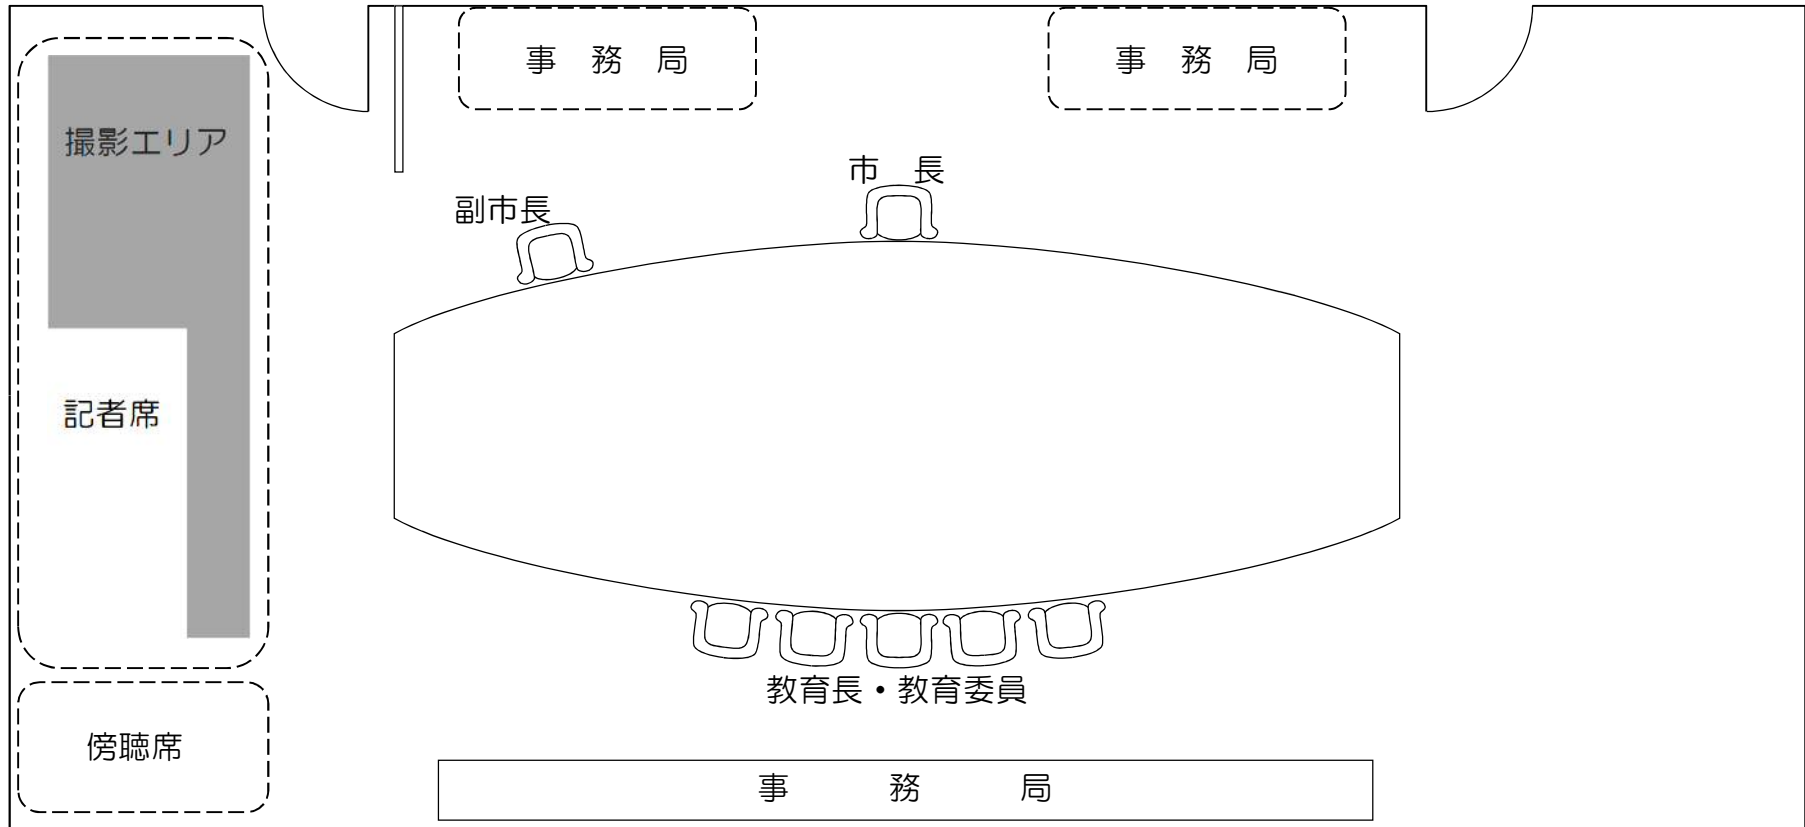 事　務　局
事　務　局
撮影エリア
市　長
副市長
記者席
教育長・教育委員
傍聴席
事　　　務　　　局